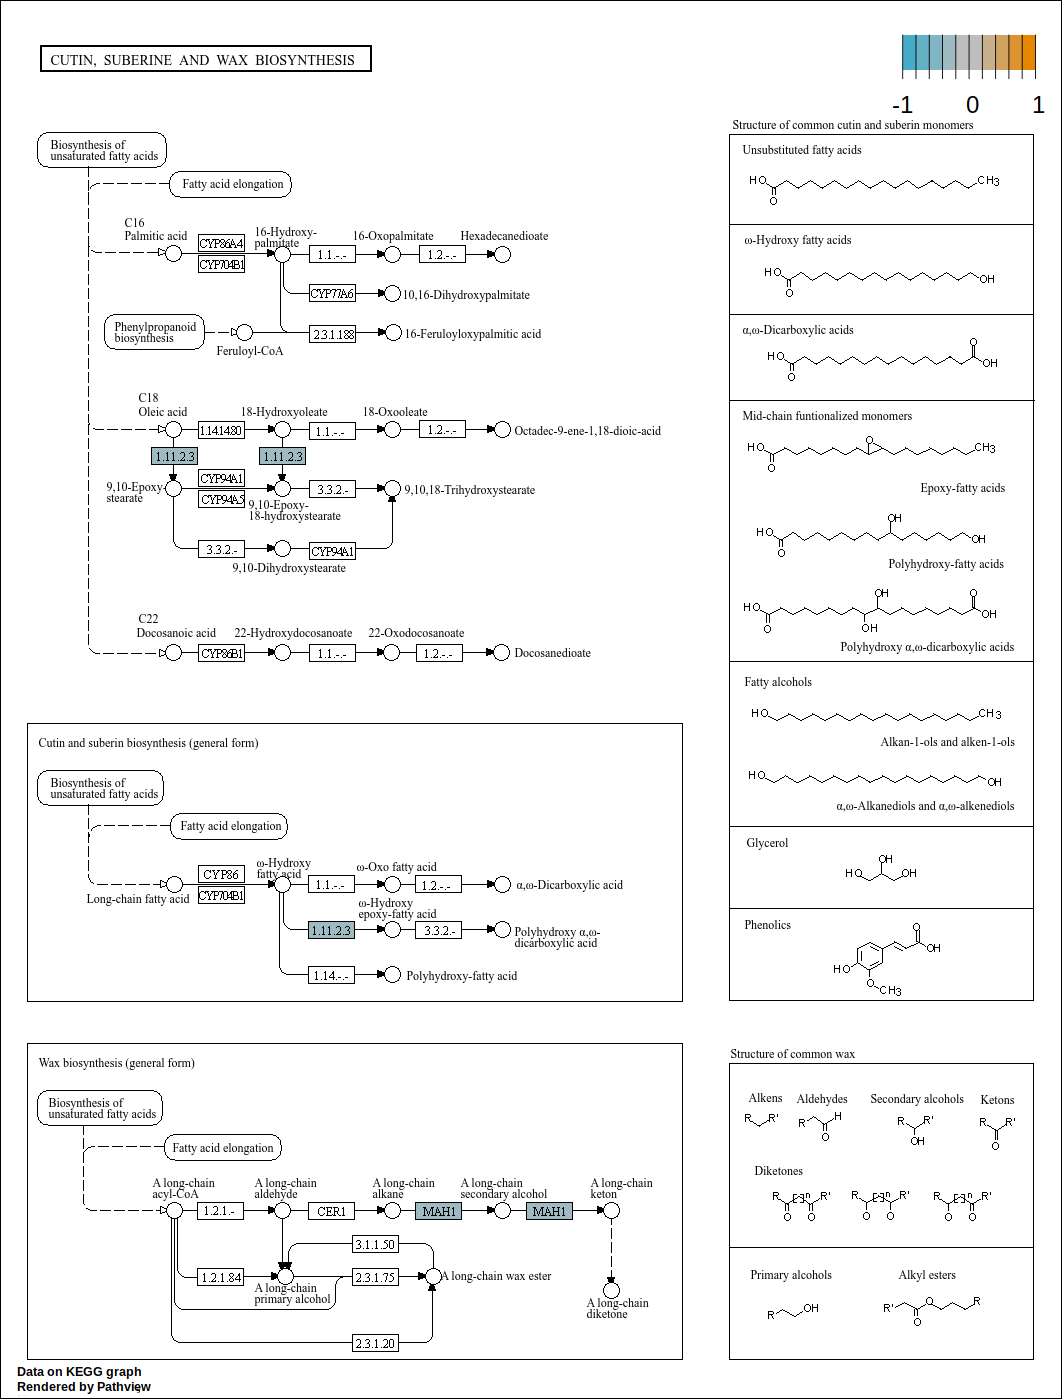 CUTIN, SUBERINE AND WAX BIOSYNTHESIS
-1 0 1
Biosynthesis of
unsaturated fatty acids
Fatty acid elongation
C16
Palmitic acid
CYP86A4
CYP704B1
16-Hydroxy-
palmitate
1.1.-.-
16-Oxopalmitate
1.2.-.-
Hexadecanedioate
CYP77A6
10,16-Dihydroxypalmitate
Phenylpropanoid
biosynthesis
Feruloyl-CoA
2.3.1.188
16-Feruloyloxypalmitic acid
C18
Oleic acid
1.14.14.80
18-Hydroxyoleate
1.1.-.-
18-Oxooleate
1.2.-.-
Octadec-9-ene-1,18-dioic-acid
1.11.2.3
1.11.2.3
9,10-Epoxy-
stearate
CYP94A1
CYP94A5
9,10-Epoxy-
18-hydroxystearate
3.3.2.-
9,10,18-Trihydroxystearate
3.3.2.-
CYP94A1
9,10-Dihydroxystearate
C22
Docosanoic acid
CYP86B1
22-Hydroxydocosanoate
1.1.-.-
22-Oxodocosanoate
1.2.-.-
Docosanedioate
Cutin and suberin biosynthesis (general form)
Biosynthesis of
unsaturated fatty acids
Fatty acid elongation
Long-chain fatty acid
CYP86
CYP704B1
ω-Hydroxy
fatty acid
1.1.-.-
ω-Oxo fatty acid
1.2.-.-
α,ω-Dicarboxylic acid
1.11.2.3
ω-Hydroxy
epoxy-fatty acid
3.3.2.-
Polyhydroxy α,ω-
dicarboxylic acid
1.14.-.-
Polyhydroxy-fatty acid
Wax biosynthesis (general form)
Biosynthesis of
unsaturated fatty acids
Fatty acid elongation
A long-chain
acyl-CoA
1.2.1.-
A long-chain
aldehyde
CER1
A long-chain
alkane
MAH1
A long-chain
secondary alcohol
MAH1
A long-chain
keton
3.1.1.50
1.2.1.84
A long-chain
primary alcohol
2.3.1.75
A long-chain wax ester
2.3.1.20
A long-chain
diketone
Structure of common cutin and suberin monomers
Unsubstituted fatty acids
HO O CH3
ω-Hydroxy fatty acids
HO O OH
α,ω-Dicarboxylic acids
HO O O OH
Mid-chain funtionalized monomers
HO O O CH3
Epoxy-fatty acids
HO O OH OH
Polyhydroxy-fatty acids
HO O OH OH O OH
Polyhydroxy α,ω-dicarboxylic acids
Fatty alcohols
HO CH3
Alkan-1-ols and alken-1-ols
HO OH
α,ω-Alkanediols and α,ω-alkenediols
Glycerol
HO OH OH
Phenolics
HO O CH3 O OH
Structure of common wax
Alkens
Aldehydes
Secondary alcohols
Ketons
R R'
R H O
R R' OH
R R' O
Diketones
R [ ]n R' O O
R [ ]n R' O O
R [ ]n R' O O
Primary alcohols
Alkyl esters
R OH
R' O O R
Data on KEGG graph
Rendered by Pathview